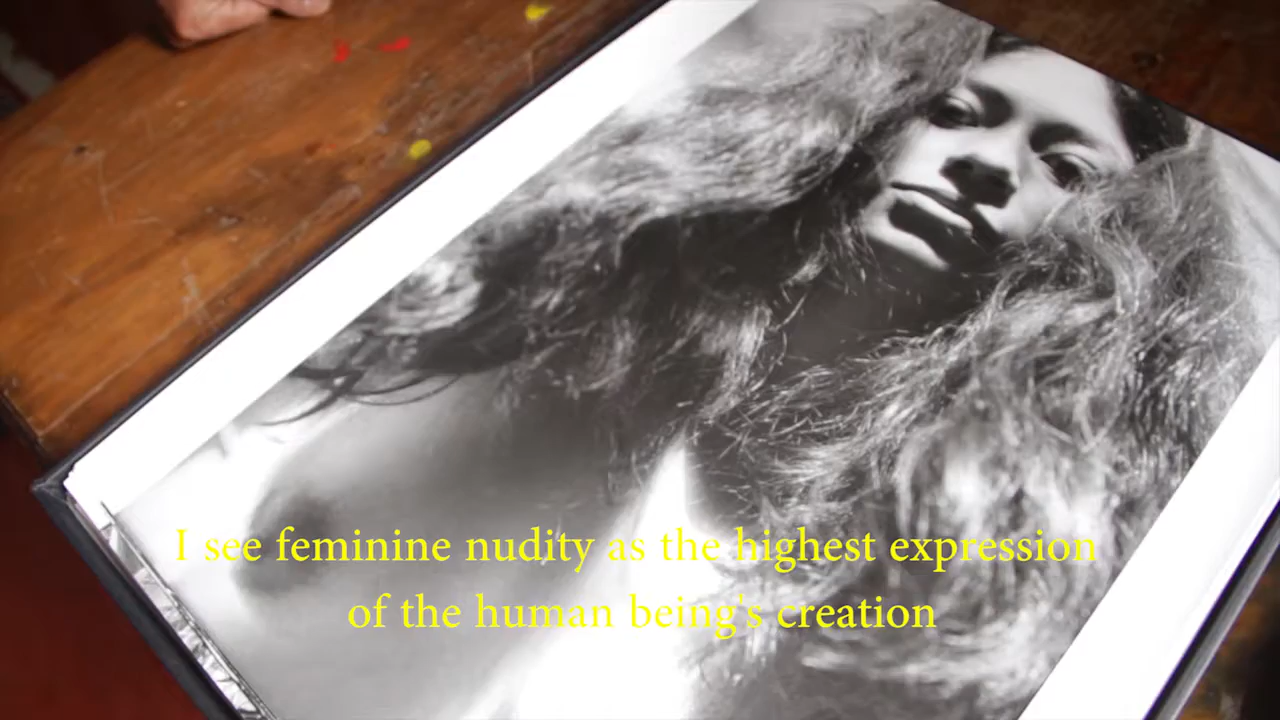 I see feminine nudity as the highest expression
of the human being's creation